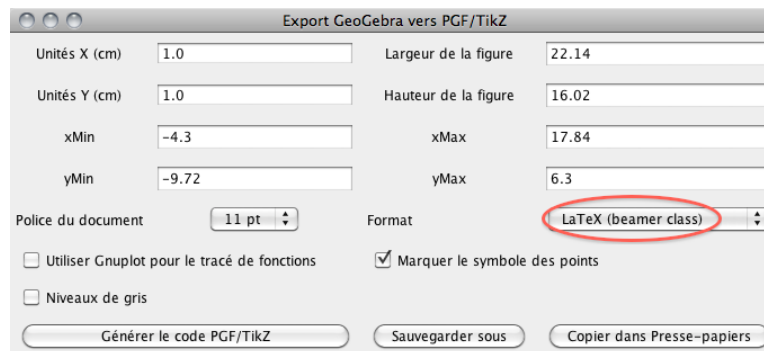 Export GeoGebra vers PGF/TikZ
Unités X (cm) 1.0 Largeur de la figure 22.14
Unités Y (cm) 1.0 Hauteur de la figure 16.02
xMin -4.3 xMax 17.84
yMin -9.72 yMax 6.3
Police du document 11 pt Format LaTeX (beamer class)
Utiliser Gnuplot pour le tracé de fonctions Marquer le symbole des points
Niveaux de gris
Générer le code PGF/TikZ Sauvegarder sous Copier dans Presse-papiers